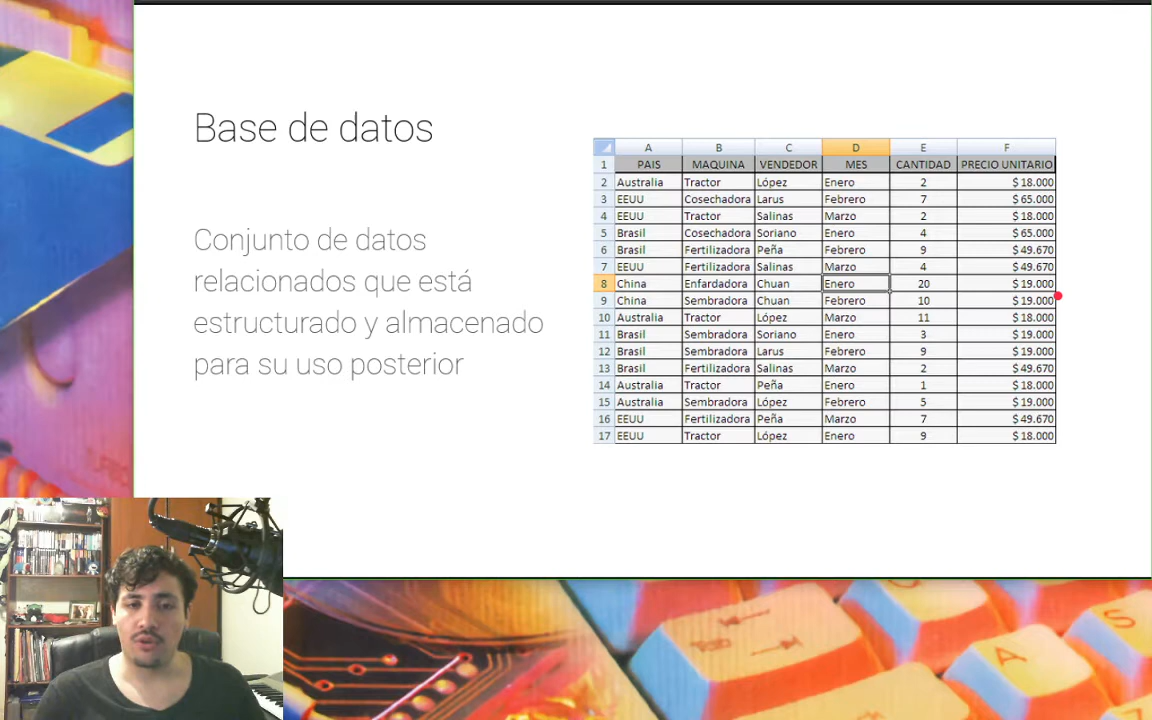 Base de datos
Conjunto de datos
relacionados que está
estructurado y almacenado
para su uso posterior
A B C D E F
1 PAIS MAQUINA VENDEDOR MES CANTIDAD PRECIO UNITARIO
2 Australia Tractor López Enero 2 $ 18.000
3 EEUU Cosechadora Larus Febrero 7 $ 65.000
4 EEUU Tractor Salinas Marzo 2 $ 18.000
5 Brasil Cosechadora Soriano Enero 4 $ 65.000
6 Brasil Fertilizadora Peña Febrero 9 $ 49.670
7 EEUU Fertilizadora Salinas Marzo 4 $ 49.670
8 China Enfardadora Chuan Enero 20 $ 19.000
9 China Sembradora Chuan Febrero 10 $ 19.000
10 Australia Tractor López Marzo 11 $ 18.000
11 Brasil Sembradora Soriano Enero 3 $ 19.000
12 Brasil Sembradora Larus Febrero 9 $ 19.000
13 Brasil Fertilizadora Salinas Marzo 2 $ 49.670
14 Australia Tractor Peña Enero 1 $ 18.000
15 Australia Sembradora López Febrero 5 $ 19.000
16 EEUU Fertilizadora Peña Marzo 7 $ 49.670
17 EEUU Tractor López Enero 9 $ 18.000
S
A